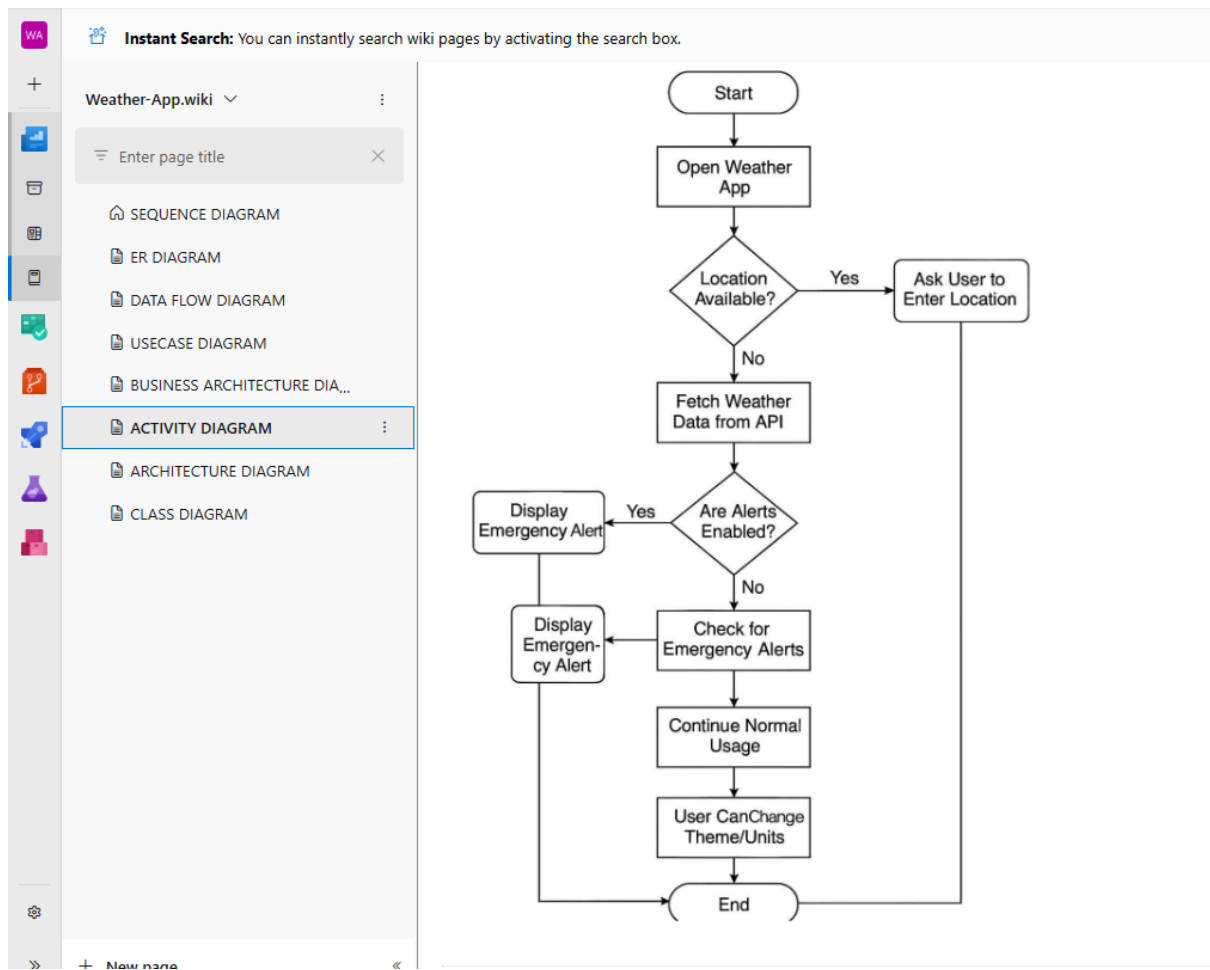 WA
Instant Search: You can instantly search wiki pages by activating the search box.
Weather-App.wiki
Enter page title
SEQUENCE DIAGRAM
ER DIAGRAM
DATA FLOW DIAGRAM
USECASE DIAGRAM
BUSINESS ARCHITECTURE DIA...
ACTIVITY DIAGRAM
ARCHITECTURE DIAGRAM
CLASS DIAGRAM
New page
Start
Open Weather
App
Location
Available?
Yes
Ask User to
Enter Location
No
Fetch Weather
Data from API
Are Alerts
Enabled?
Yes
Display
Emergency Alert
No
Check for
Emergency Alerts
Display
Emergen-
cy Alert
Continue Normal
Usage
User CanChange
Theme/Units
End